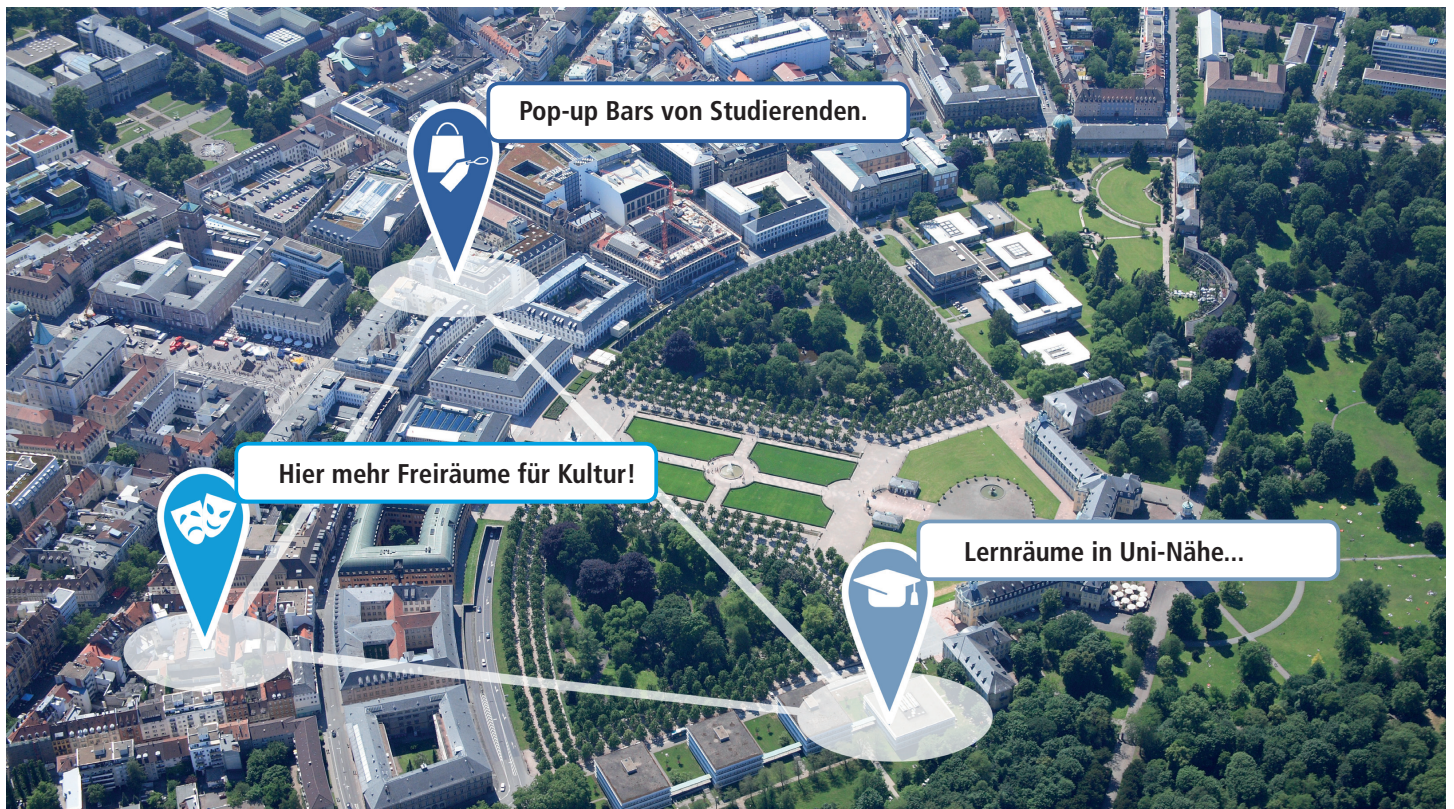 Pop-up Bars von Studierenden.
Hier mehr Freiräume für Kultur!
Lernräume in Uni-Nähe...